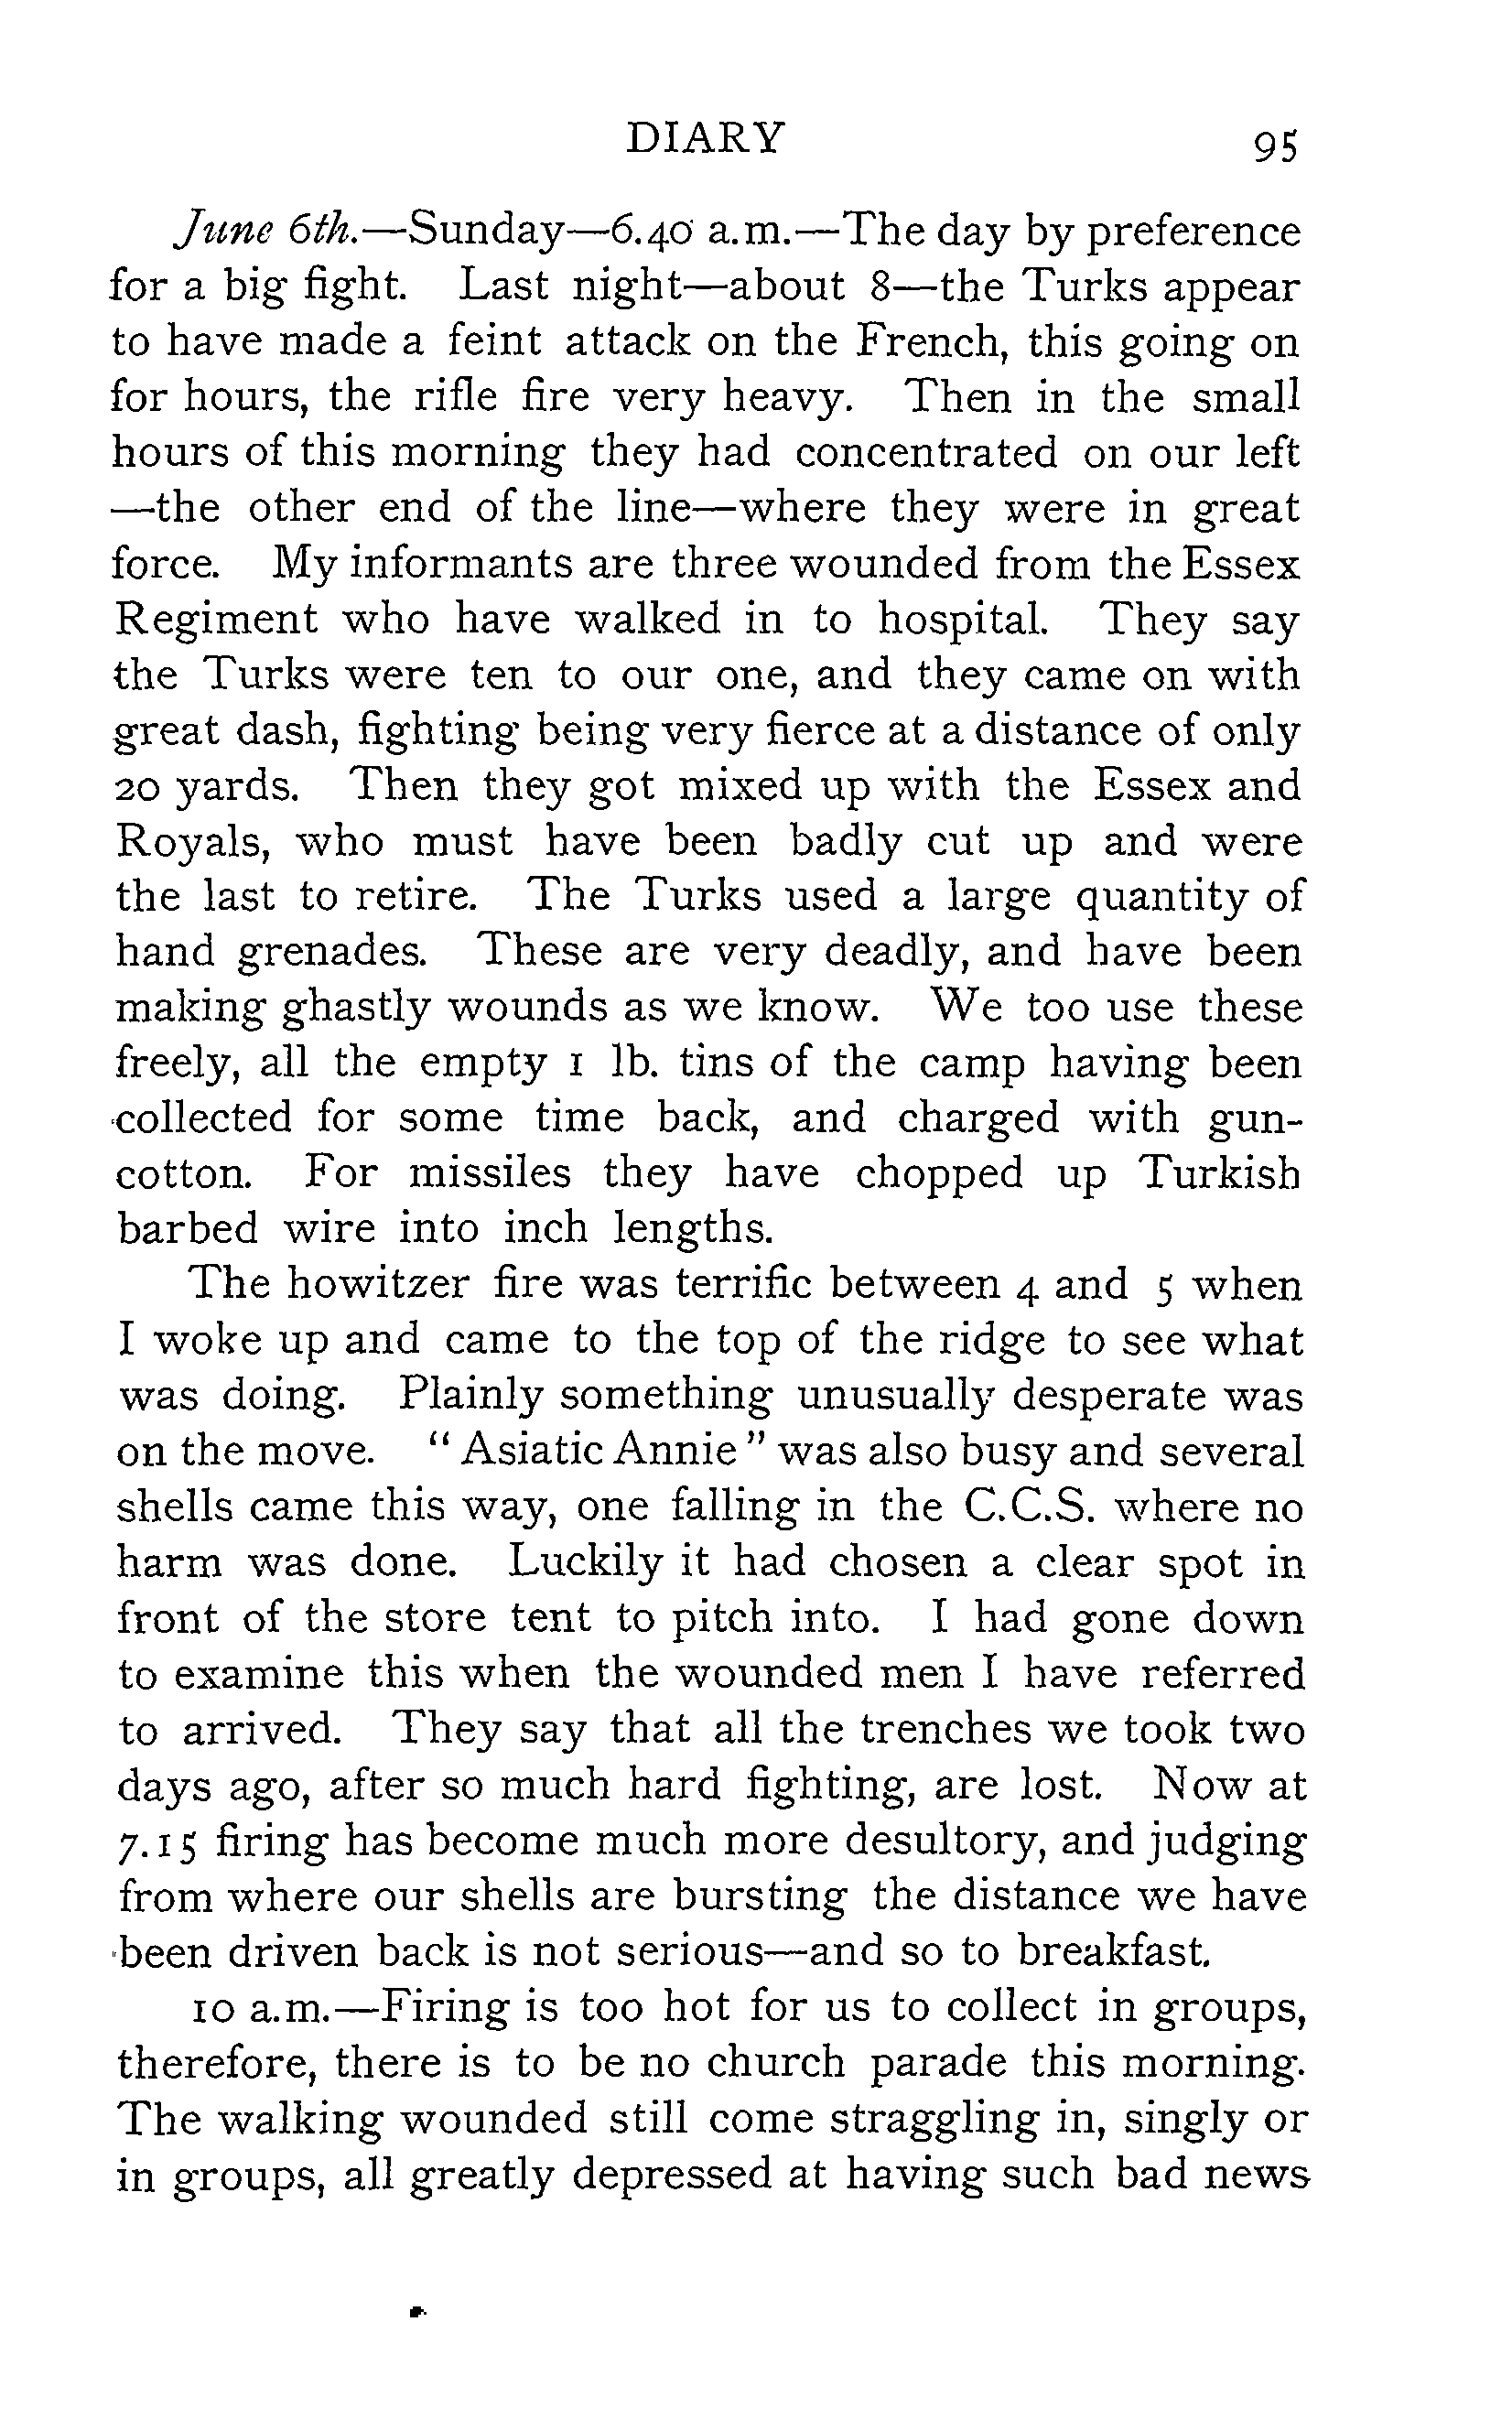 DIARY 95
June 6th.—Sunday—6.40 a.m.—The day by preference
for a big fight. Last night—about 8—the Turks appear
to have made a feint attack on the French, this going on
for hours, the rifle fire very heavy. Then in the small
hours of this morning they had concentrated on our left
—the other end of the line—where they were in great
force. My informants are three wounded from the Essex
Regiment who have walked in to hospital. They say
the Turks were ten to our one, and they came on with
great dash, fighting being very fierce at a distance of only
20 yards. Then they got mixed up with the Essex and
Royals, who must have been badly cut up and were
the last to retire. The Turks used a large quantity of
hand grenades. These are very deadly, and have been
making ghastly wounds as we know. We too use these
freely, all the empty 1 lb. tins of the camp having been
collected for some time back, and charged with gun-
cotton. For missiles they have chopped up Turkish
barbed wire into inch lengths.
The howitzer fire was terrific between 4 and 5 when
I woke up and came to the top of the ridge to see what
was doing. Plainly something unusually desperate was
on the move. “ Asiatic Annie ” was also busy and several
shells came this way, one falling in the C.C.S. where no
harm was done. Luckily it had chosen a clear spot in
front of the store tent to pitch into. I had gone down
to examine this when the wounded men I have referred
to arrived. They say that all the trenches we took two
days ago, after so much hard fighting, are lost. Now at
7.15 firing has become much more desultory, and judging
from where our shells are bursting the distance we have
been driven back is not serious—and so to breakfast.
10 a.m.—Firing is too hot for us to collect in groups,
therefore, there is to be no church parade this morning.
The walking wounded still come straggling in, singly or
in groups, all greatly depressed at having such bad news